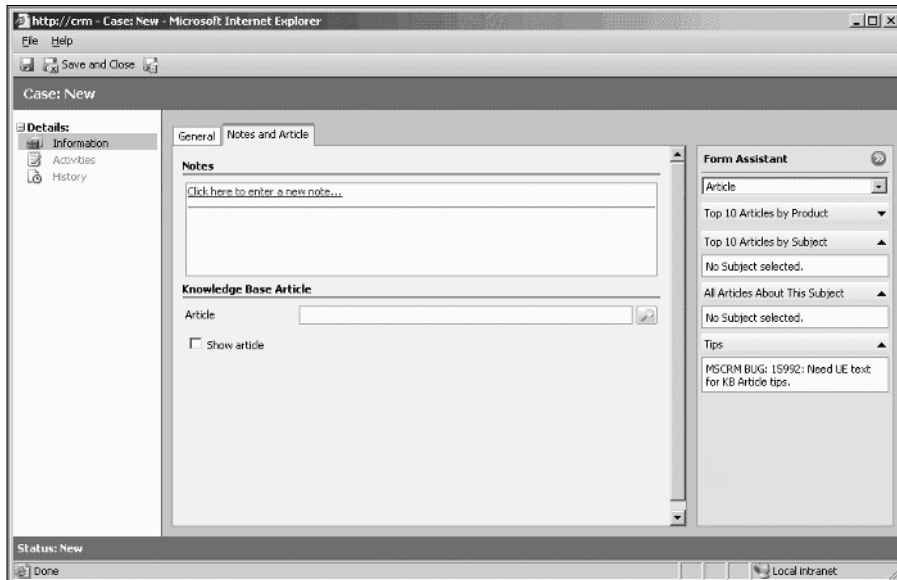 http://crm - Case: New - Microsoft Internet Explorer
File Help
Save and Close
Case: New
Details:
Information
Activities
History
General
Notes and Article
Notes
Click here to enter a new note...
Knowledge Base Article
Article
Show article
Form Assistant
Article
Top 10 Articles by Product
Top 10 Articles by Subject
No Subject selected.
All Articles About This Subject
No Subject selected.
Tips
MSCRM BUG: 15992: Need UE text
for KB Article tips.
Status: New
Done
Local intranet